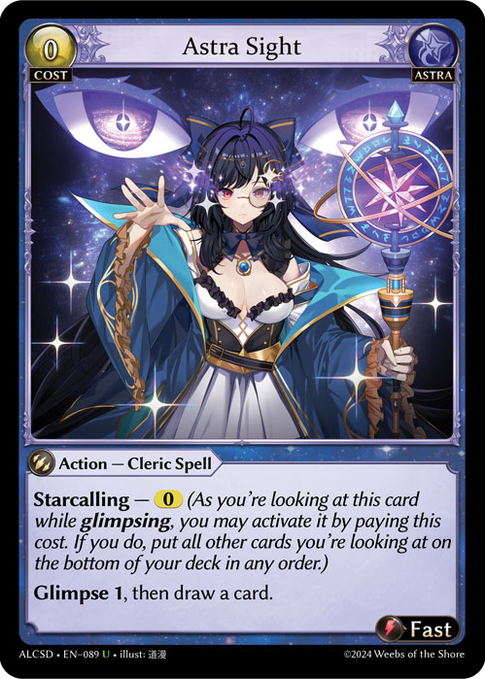 0
COST
Astra Sight
ASTRA
Action — Cleric Spell
Starcalling — 0 (As you're looking at this card
while glimpsing, you may activate it by paying this
cost. If you do, put all other cards you're looking at on
the bottom of your deck in any order.)
Glimpse 1, then draw a card.
Fast
ALCSD • EN-089 U • illust: 道漫
©2024 Weebs of the Shore